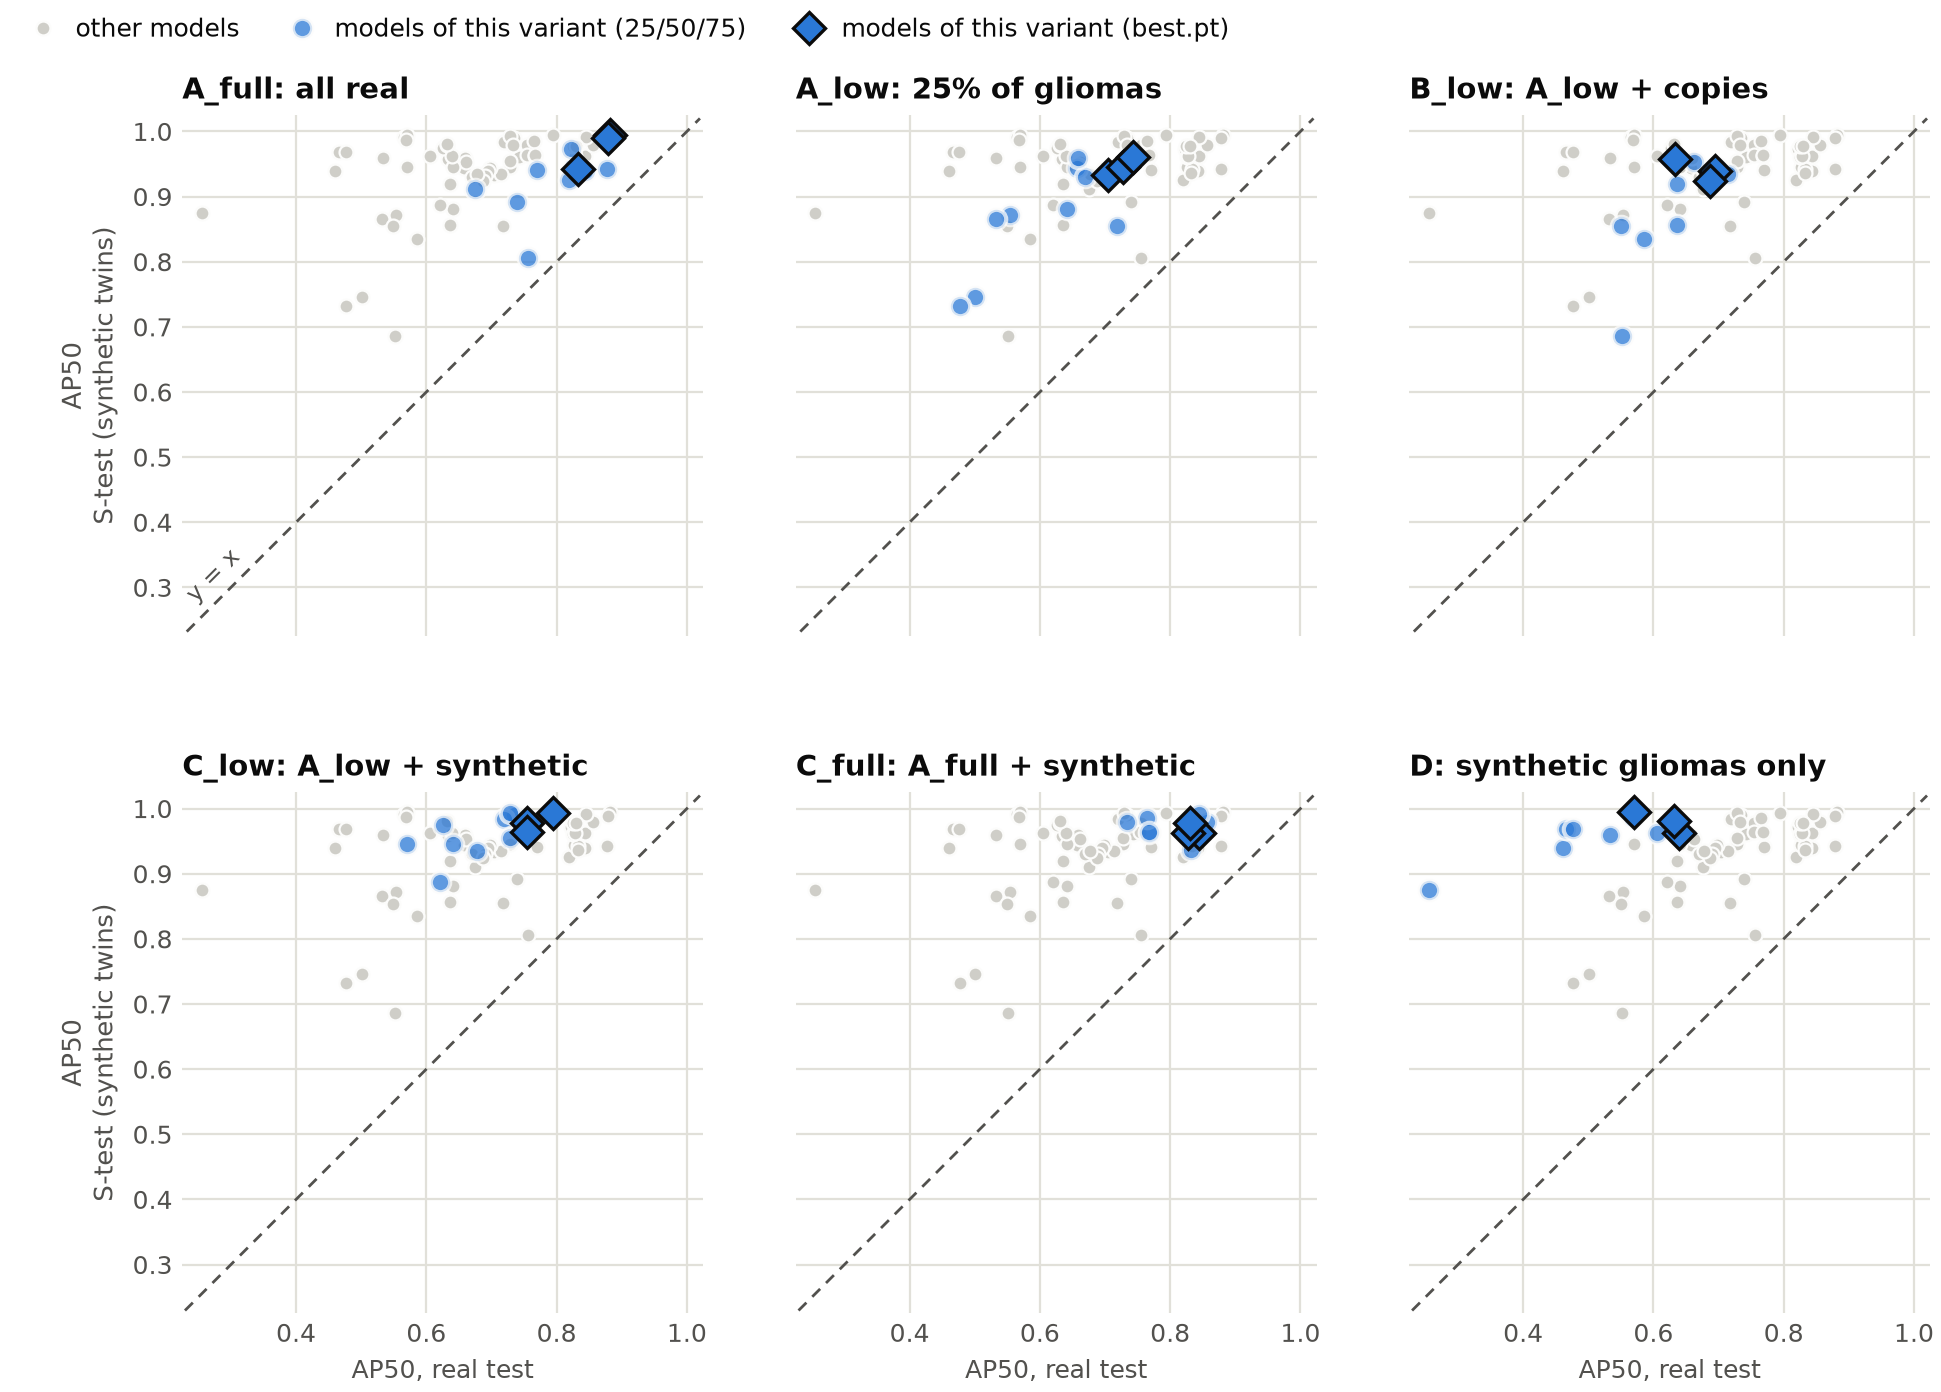 other models
models of this variant (25/50/75)
models of this variant (best.pt)
A_full: all real
A_low: 25% of gliomas
B_low: A_low + copies
AP50
S-test (synthetic twins)
1.0
0.9
0.8
0.7
0.6
0.5
0.4
0.3
y = x
C_low: A_low + synthetic
C_full: A_full + synthetic
D: synthetic gliomas only
AP50
S-test (synthetic twins)
1.0
0.9
0.8
0.7
0.6
0.5
0.4
0.3
0.4 0.6 0.8 1.0
0.4 0.6 0.8 1.0
0.4 0.6 0.8 1.0
AP50, real test
AP50, real test
AP50, real test